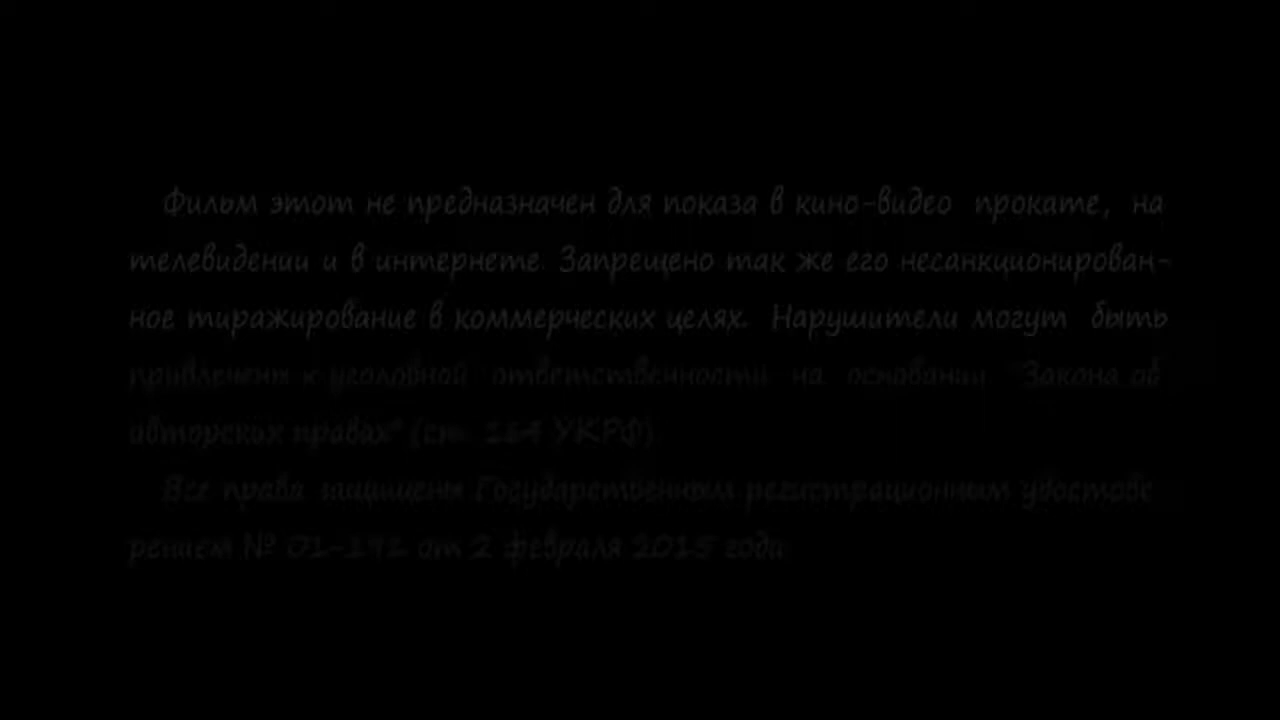 Фильм этот не предназначен для показа в кино-видео прокате, на
телевидении и в интернете. Запрещено так же его несанкционирован-
ное тиражирование в коммерческих целях. Нарушители могут быть
привлечены к уголовной ответственности на основании "Закона об
авторских правах" (ст. УКРФ).
Все права защищены Государственным регистрационным удостове
рением № 01-191 от 2 февраля 2015 года